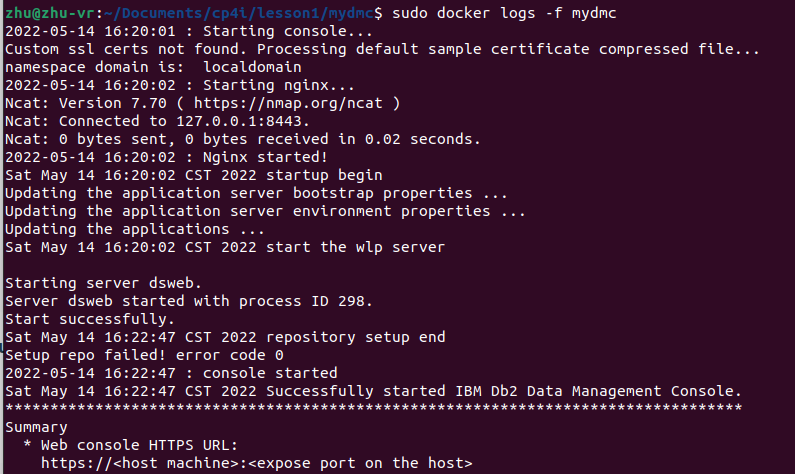 zhu@zhu-vr:~/Documents/cp4i/lesson1/mydmc$ sudo docker logs -f mydmc
2022-05-14 16:20:01 : Starting console...
Custom ssl certs not found. Processing default sample certificate compressed file...
namespace domain is:  localdomain
2022-05-14 16:20:02 : Starting nginx...
Ncat: Version 7.70 ( https://nmap.org/ncat )
Ncat: Connected to 127.0.0.1:8443.
Ncat: 0 bytes sent, 0 bytes received in 0.02 seconds.
2022-05-14 16:20:02 : Nginx started!
Sat May 14 16:20:02 CST 2022 startup begin
Updating the application server bootstrap properties ...
Updating the application server environment properties ...
Updating the applications ...
Sat May 14 16:20:02 CST 2022 start the wlp server
Starting server dsweb.
Server dsweb started with process ID 298.
Start successfully.
Sat May 14 16:22:47 CST 2022 repository setup end
Setup repo failed! error code 0
2022-05-14 16:22:47 : console started
Sat May 14 16:22:47 CST 2022 Successfully started IBM Db2 Data Management Console.
**********************************************************************************
Summary
  * Web console HTTPS URL:
    https://<host machine>:<expose port on the host>